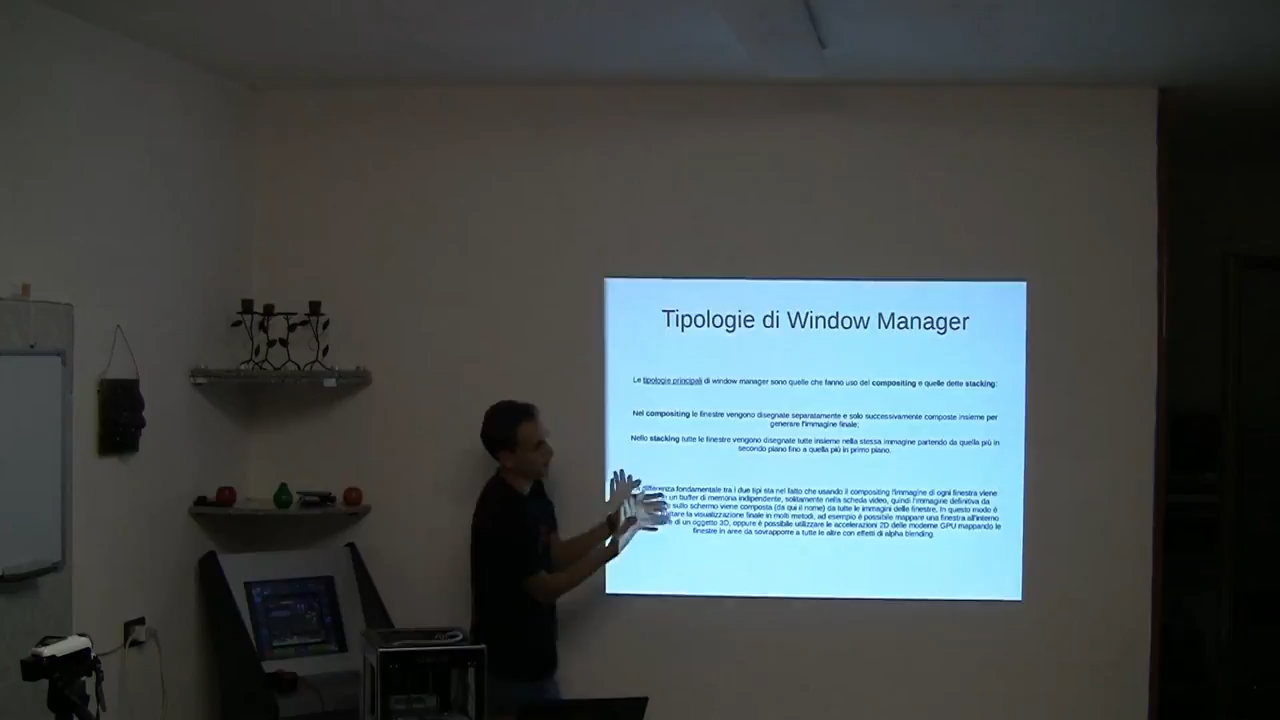 Tipologie di Window Manager
Le tipologie principali di window manager sono quelle che fanno uso del compositing e quelle dette stacking:
Nel compositing le finestre vengono disegnate separatamente e solo successivamente composte insieme per
generare l'immagine finale;
Nello stacking tutte le finestre vengono disegnate tutte insieme nella stessa immagine partendo da quella più in
secondo piano fino a quella più in primo piano.
differenza fondamentale tra i due tipi sta nel fatto che usando il compositing l'immagine di ogni finestra viene
un buffer di memoria indipendente, solitamente nella scheda video, quindi l'immagine definitiva da
sullo schermo viene composta (da qui il nome) da tutte le immagini delle finestre. In questo modo è
la visualizzazione finale in molti metodi, ad esempio è possibile mappare una finestra all'interno
di un oggetto 3D, oppure è possibile utilizzare le accelerazioni 2D delle moderne GPU mappando le
finestre in aree da sovrapporre a tutte le altre con effetti di alpha blending